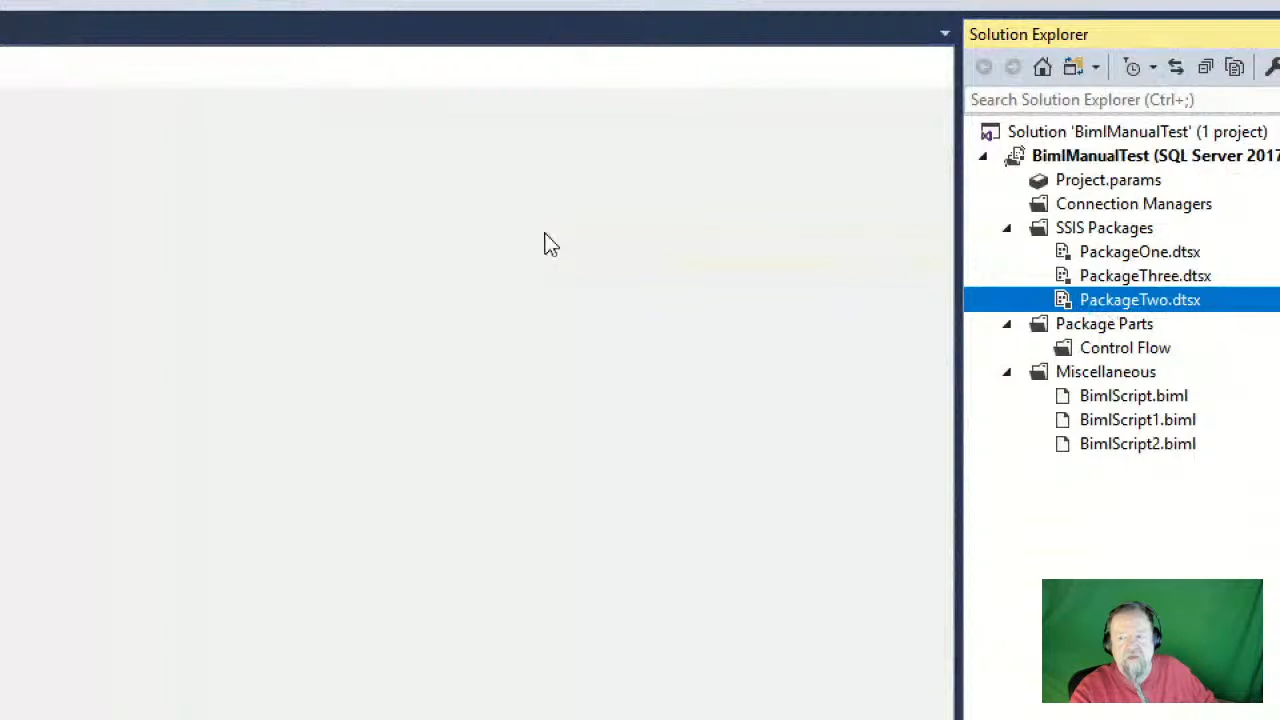 Solution Explorer
Search Solution Explorer (Ctrl+;)
Solution 'BimlManualTest' (1 project)
BimlManualTest (SQL Server 2017
Project.params
Connection Managers
SSIS Packages
PackageOne.dtsx
PackageThree.dtsx
PackageTwo.dtsx
Package Parts
Control Flow
Miscellaneous
BimlScript.biml
BimlScript1.biml
BimlScript2.biml